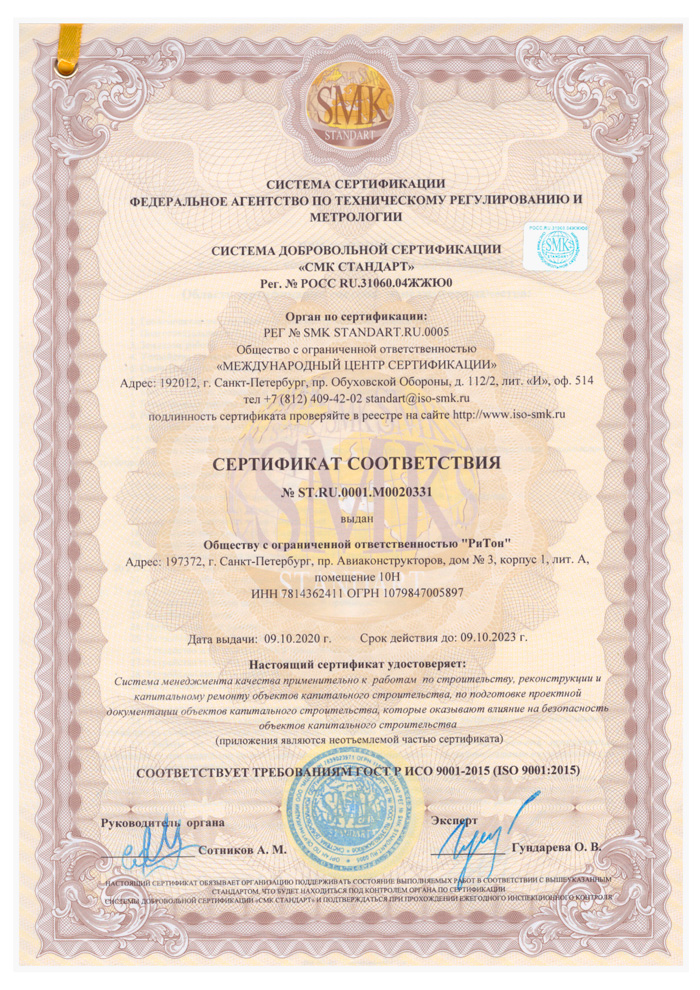 SMK
STANDART
СИСТЕМА СЕРТИФИКАЦИИ
ФЕДЕРАЛЬНОЕ АГЕНТСТВО ПО ТЕХНИЧЕСКОМУ РЕГУЛИРОВАНИЮ И
МЕТРОЛОГИИ
СИСТЕМА ДОБРОВОЛЬНОЙ СЕРТИФИКАЦИИ
«СМК СТАНДАРТ»
Рег. № РОСС RU.31060.04ЖЖЮ0
SMK
STANDART
Орган по сертификации:
РЕГ № SMK STANDART.RU.0005
Общество с ограниченной ответственностью
«МЕЖДУНАРОДНЫЙ ЦЕНТР СЕРТИФИКАЦИИ»
Адрес: 192012, г. Санкт-Петербург, пр. Обуховской Обороны, д. 112/2, лит. «И», оф. 514
тел +7 (812) 409-42-02 standart@iso-smk.ru
подлинность сертификата проверяйте в реестре на сайте http://www.iso-smk.ru
СЕРТИФИКАТ СООТВЕТСТВИЯ
№ ST.RU.0001.M0020331
выдан
Обществу с ограниченной ответственностью "РиТон"
Адрес: 197372, г. Санкт-Петербург, пр. Авиаконструкторов, дом № 3, корпус 1, лит. А,
помещение 10Н
ИНН 7814362411 ОГРН 1079847005897
Дата выдачи: 09.10.2020 г. Срок действия до: 09.10.2023 г.
Настоящий сертификат удостоверяет:
Система менеджмента качества применительно к работам по строительству, реконструкции и
капитальному ремонту объектов капитального строительства, по подготовке проектной
документации объектов капитального строительства, которые оказывают влияние на безопасность
объектов капитального строительства
(приложения являются неотъемлемой частью сертификата)
СООТВЕТСТВУЕТ ТРЕБОВАНИЯМ ГОСТ Р ИСО 9001-2015 (ISO 9001:2015)
SMK
STANDART
Руководитель органа
Сотников А. М.
Эксперт
Гундарева О. В.
НАСТОЯЩИЙ СЕРТИФИКАТ ОБЯЗЫВАЕТ ОРГАНИЗАЦИЮ ПОДДЕРЖИВАТЬ СОСТОЯНИЕ ВЫПОЛНЯЕМЫХ РАБОТ В СООТВЕТСТВИИ С ВЫШЕУКАЗАННЫМ
СТАНДАРТОМ, ЧТО БУДЕТ НАХОДИТЬСЯ ПОД КОНТРОЛЕМ ОРГАНА ПО СЕРТИФИКАЦИИ
СИСТЕМЫ ДОБРОВОЛЬНОЙ СЕРТИФИКАЦИИ «СМК СТАНДАРТ» И ПОДТВЕРЖДАТЬСЯ ПРИ ПРОХОЖДЕНИИ ЕЖЕГОДНОГО ИНСПЕКЦИОННОГО КОНТРОЛЯ